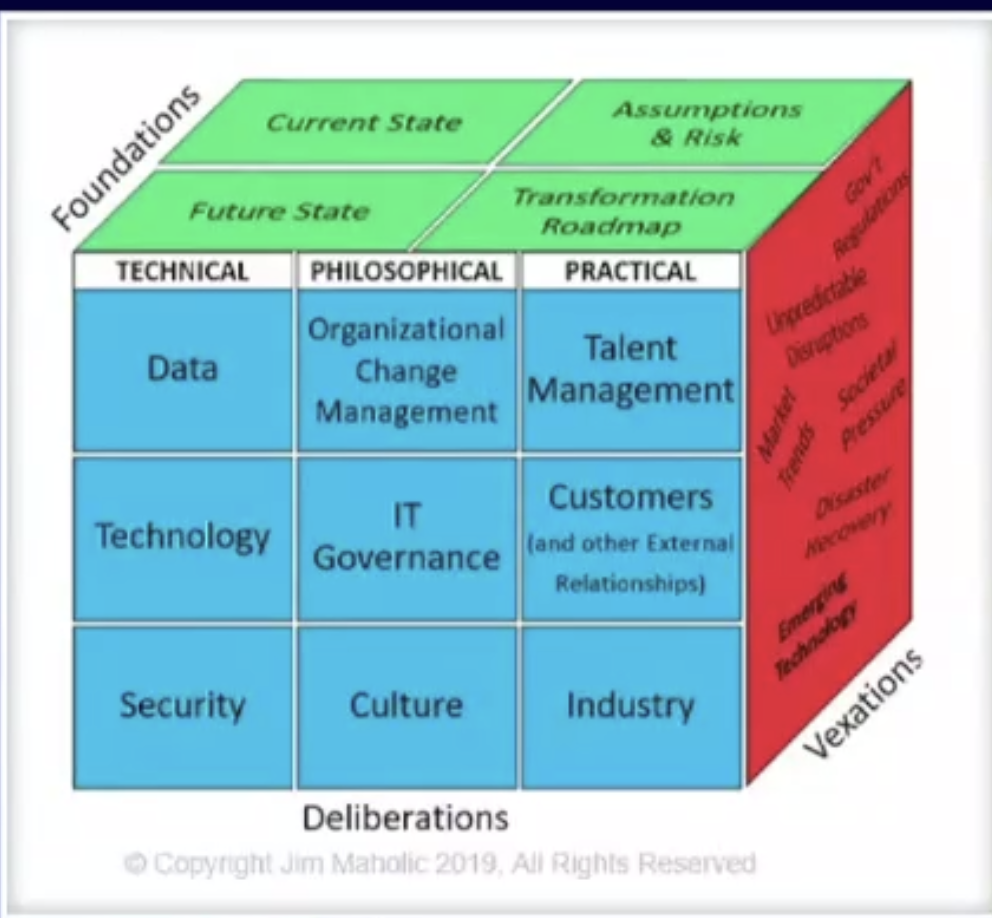 Foundations
Current State
Assumptions
& Risk
Future State
Transformation
Roadmap
TECHNICAL
PHILOSOPHICAL
PRACTICAL
Data
Organizational
Change
Management
Talent
Management
Technology
IT
Governance
Customers
(and other External
Relationships)
Security
Culture
Industry
Gov't
Regulations
Unpredictable
Disruptions
Market
Trends
Societal
Pressure
Disaster
Recovery
Emerging
Technology
Vexations
Deliberations
© Copyright Jim Maholic 2019, All Rights Reserved